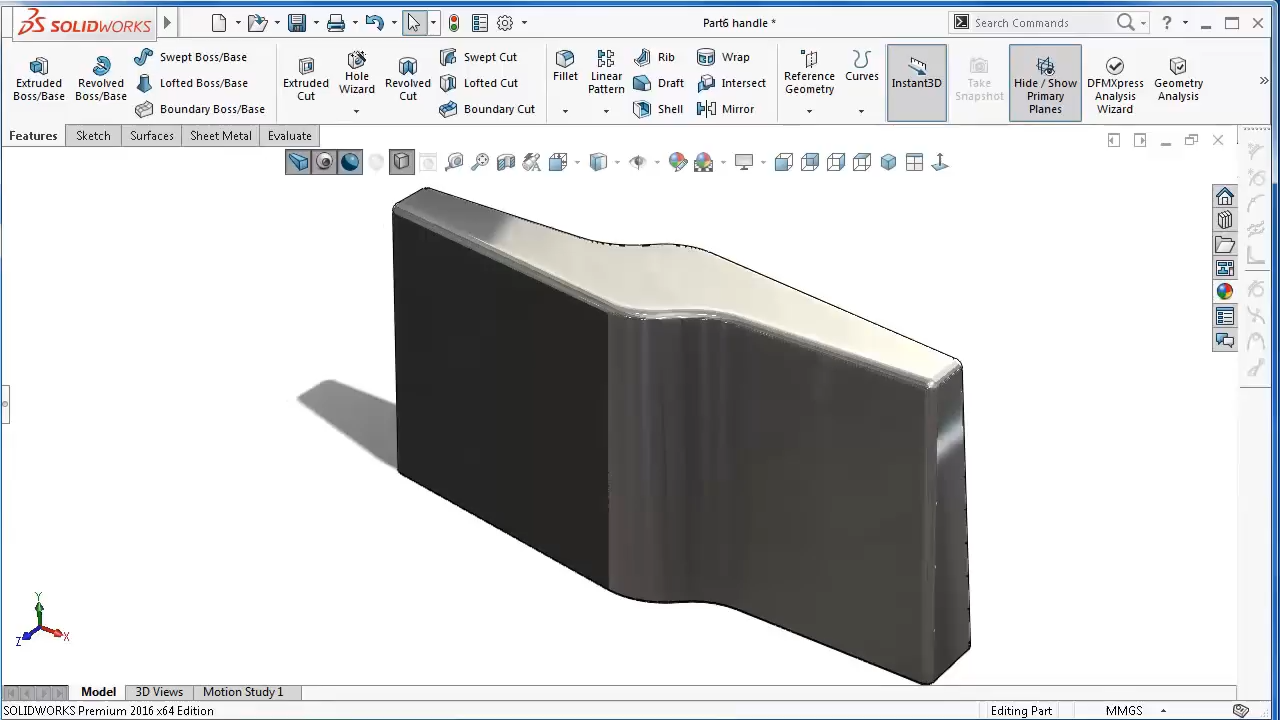 SOLIDWORKS
Part6 handle *
Search Commands
?
Extruded Boss/Base
Revolved Boss/Base
Swept Boss/Base
Lofted Boss/Base
Boundary Boss/Base
Extruded Cut
Hole Wizard
Revolved Cut
Swept Cut
Lofted Cut
Boundary Cut
Fillet
Linear Pattern
Rib
Draft
Shell
Wrap
Intersect
Mirror
Reference Geometry
Curves
Instant3D
Take Snapshot
Hide / Show Primary Planes
DFMXpress Analysis Wizard
Geometry Analysis
Features
Sketch
Surfaces
Sheet Metal
Evaluate
Y
Z
X
Model
3D Views
Motion Study 1
SOLIDWORKS Premium 2016 x64 Edition
Editing Part
MMGS